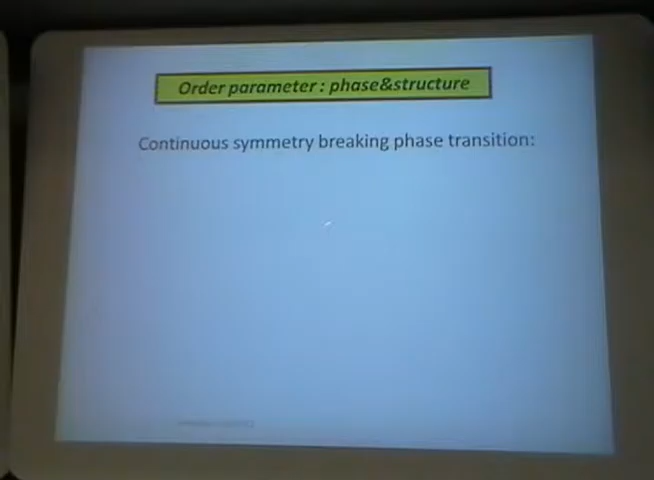 Order parameter : phase&structure
Continuous symmetry breaking phase transition: